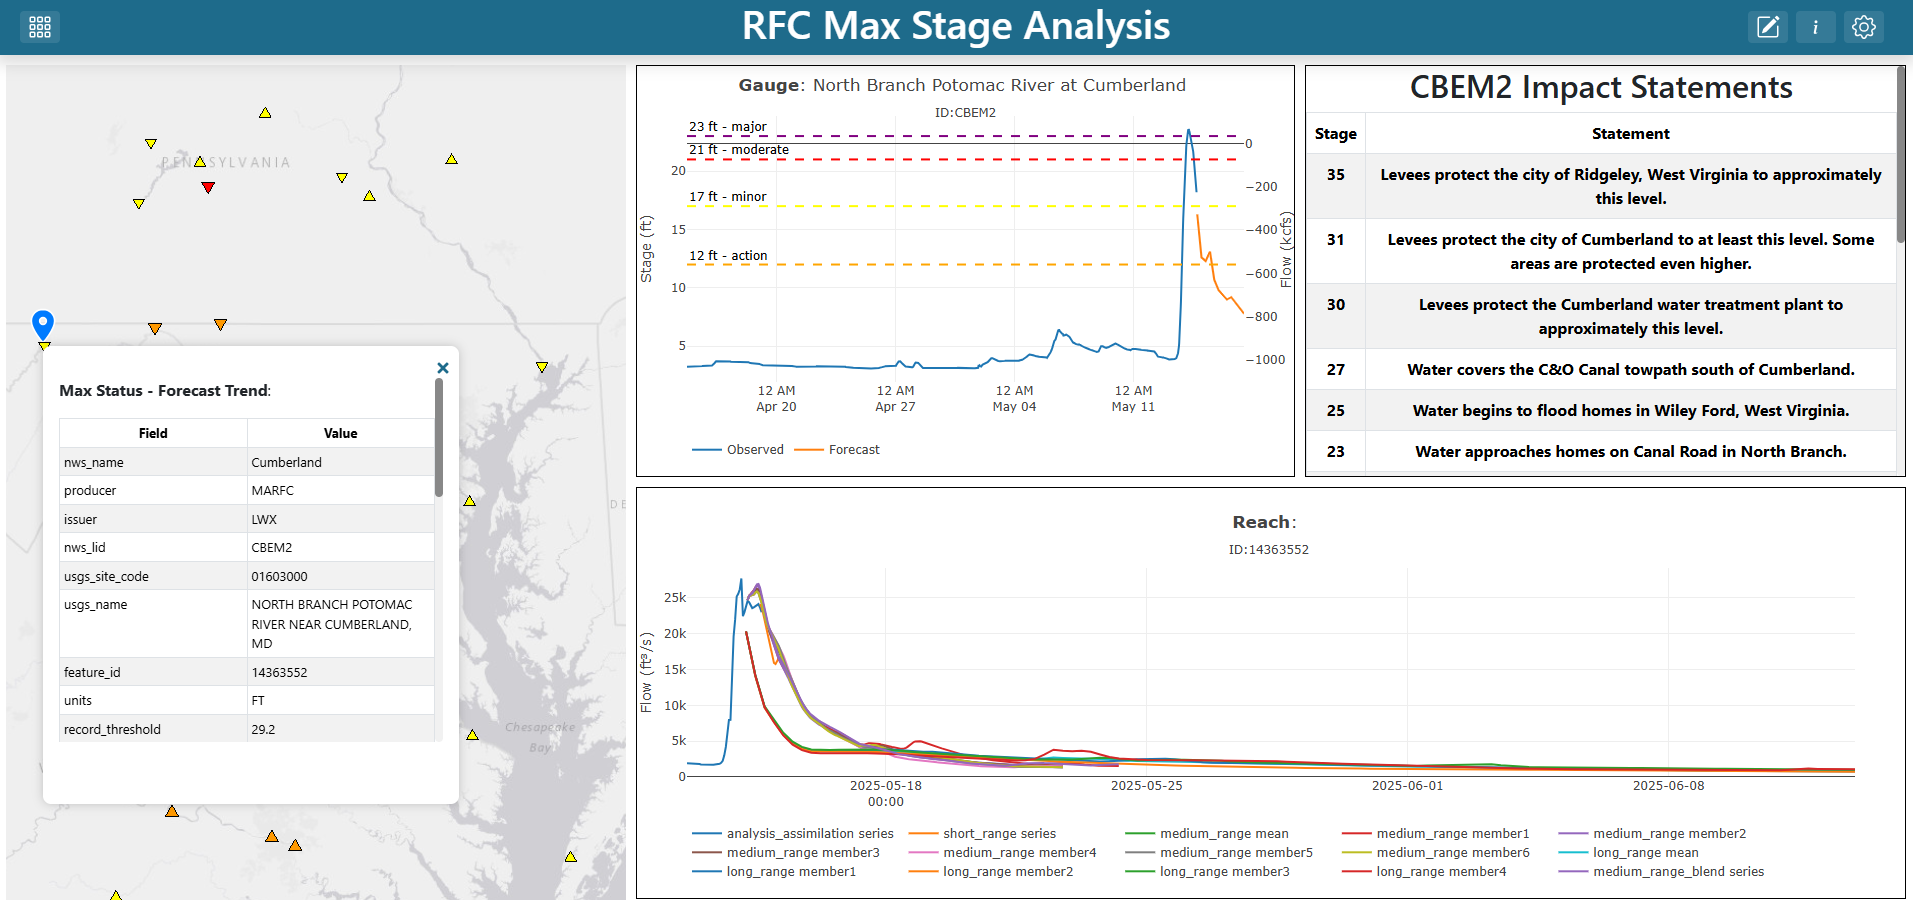 RFC Max Stage Analysis
i
PENNSYLVANIA
Chesapeake
Bay
DE
Max Status - Forecast Trend:
Field Value
nws_name Cumberland
producer MARFC
issuer LWX
nws_lid CBEM2
usgs_site_code 01603000
usgs_name NORTH BRANCH POTOMAC
RIVER NEAR CUMBERLAND,
MD
feature_id 14363552
units FT
record_threshold 29.2
Gauge: North Branch Potomac River at Cumberland
ID:CBEM2
23 ft - major
21 ft - moderate
17 ft - minor
12 ft - action
Stage (ft)
20
15
10
5
0
−200
−400
−600
−800
−1000
Flow (kcfs)
12 AM 12 AM 12 AM 12 AM
Apr 20 Apr 27 May 04 May 11
Observed Forecast
CBEM2 Impact Statements
Stage Statement
35 Levees protect the city of Ridgeley, West Virginia to approximately
this level.
31 Levees protect the city of Cumberland to at least this level. Some
areas are protected even higher.
30 Levees protect the Cumberland water treatment plant to
approximately this level.
27 Water covers the C&O Canal towpath south of Cumberland.
25 Water begins to flood homes in Wiley Ford, West Virginia.
23 Water approaches homes on Canal Road in North Branch.
Reach:
ID:14363552
Flow (ft³/s)
25k
20k
15k
10k
5k
0
2025-05-18 2025-05-25 2025-06-01 2025-06-08
00:00
analysis_assimilation series short_range series medium_range mean medium_range member1 medium_range member2
medium_range member3 medium_range member4 medium_range member5 medium_range member6 long_range mean
long_range member1 long_range member2 long_range member3 long_range member4 medium_range_blend series